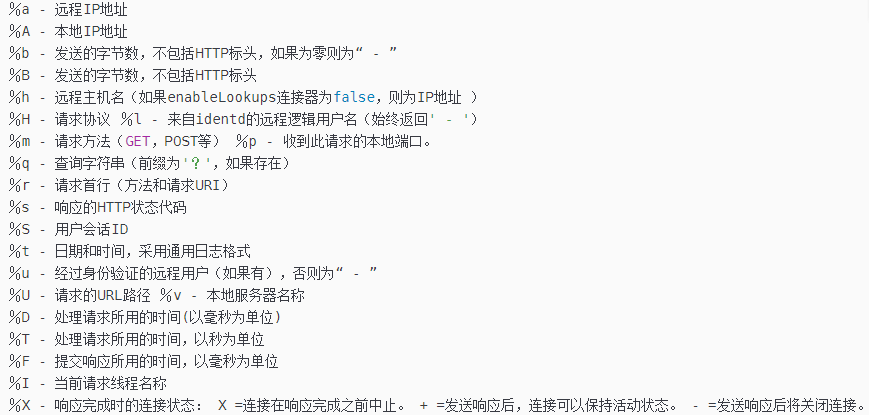 %a - 远程IP地址
%A - 本地IP地址
%b - 发送的字节数，不包括HTTP标头，如果为零则为“ - ”
%B - 发送的字节数，不包括HTTP标头
%h - 远程主机名（如果enableLookups连接器为false，则为IP地址 ）
%H - 请求协议 %l - 来自identd的远程逻辑用户名（始终返回' - '）
%m - 请求方法（GET，POST等） %p - 收到此请求的本地端口。
%q - 查询字符串（前缀为'？'，如果存在）
%r - 请求首行（方法和请求URI）
%s - 响应的HTTP状态代码
%S - 用户会话ID
%t - 日期和时间，采用通用日志格式
%u - 经过身份验证的远程用户（如果有），否则为“ - ”
%U - 请求的URL路径 %v - 本地服务器名称
%D - 处理请求所用的时间(以毫秒为单位)
%T - 处理请求所用的时间，以秒为单位
%F - 提交响应所用的时间，以毫秒为单位
%I - 当前请求线程名称
%X - 响应完成时的连接状态： X =连接在响应完成之前中止。 + =发送响应后，连接可以保持活动状态。 - =发送响应后将关闭连接。